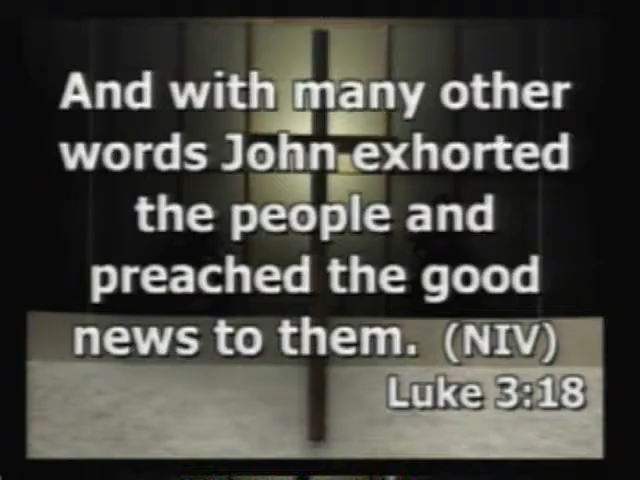 And with many other
words John exhorted
the people and
preached the good
news to them. (NIV)
Luke 3:18